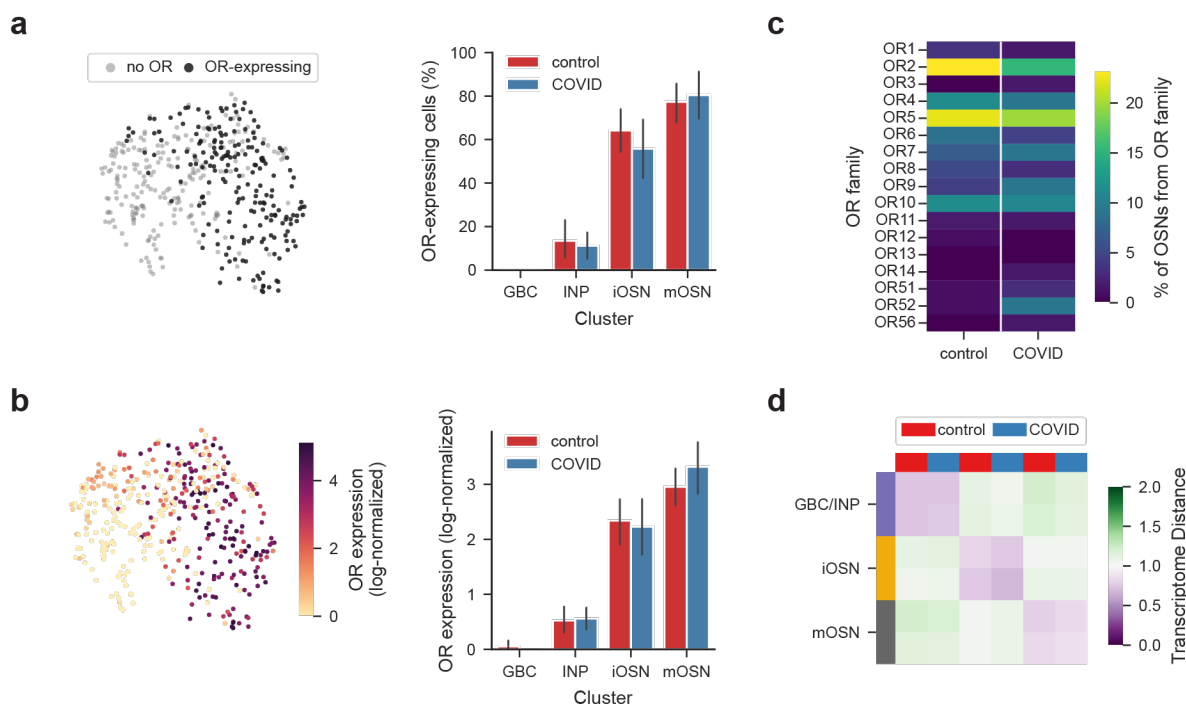 a
no OR
OR-expressing
OR-expressing cells (%)
100
80
60
40
20
0
control
COVID
GBC
INP
iOSN
mOSN
Cluster
c
OR family
OR1
OR2
OR3
OR4
OR5
OR6
OR7
OR8
OR9
OR10
OR11
OR12
OR13
OR14
OR51
OR52
OR56
control
COVID
20
15
10
5
0
% of OSNs from OR family
b
4
2
0
OR expression
(log-normalized)
OR expression (log-normalized)
3
2
1
0
control
COVID
GBC
INP
iOSN
mOSN
Cluster
d
control
COVID
GBC/INP
iOSN
mOSN
2.0
1.5
1.0
0.5
0.0
Transcriptome Distance